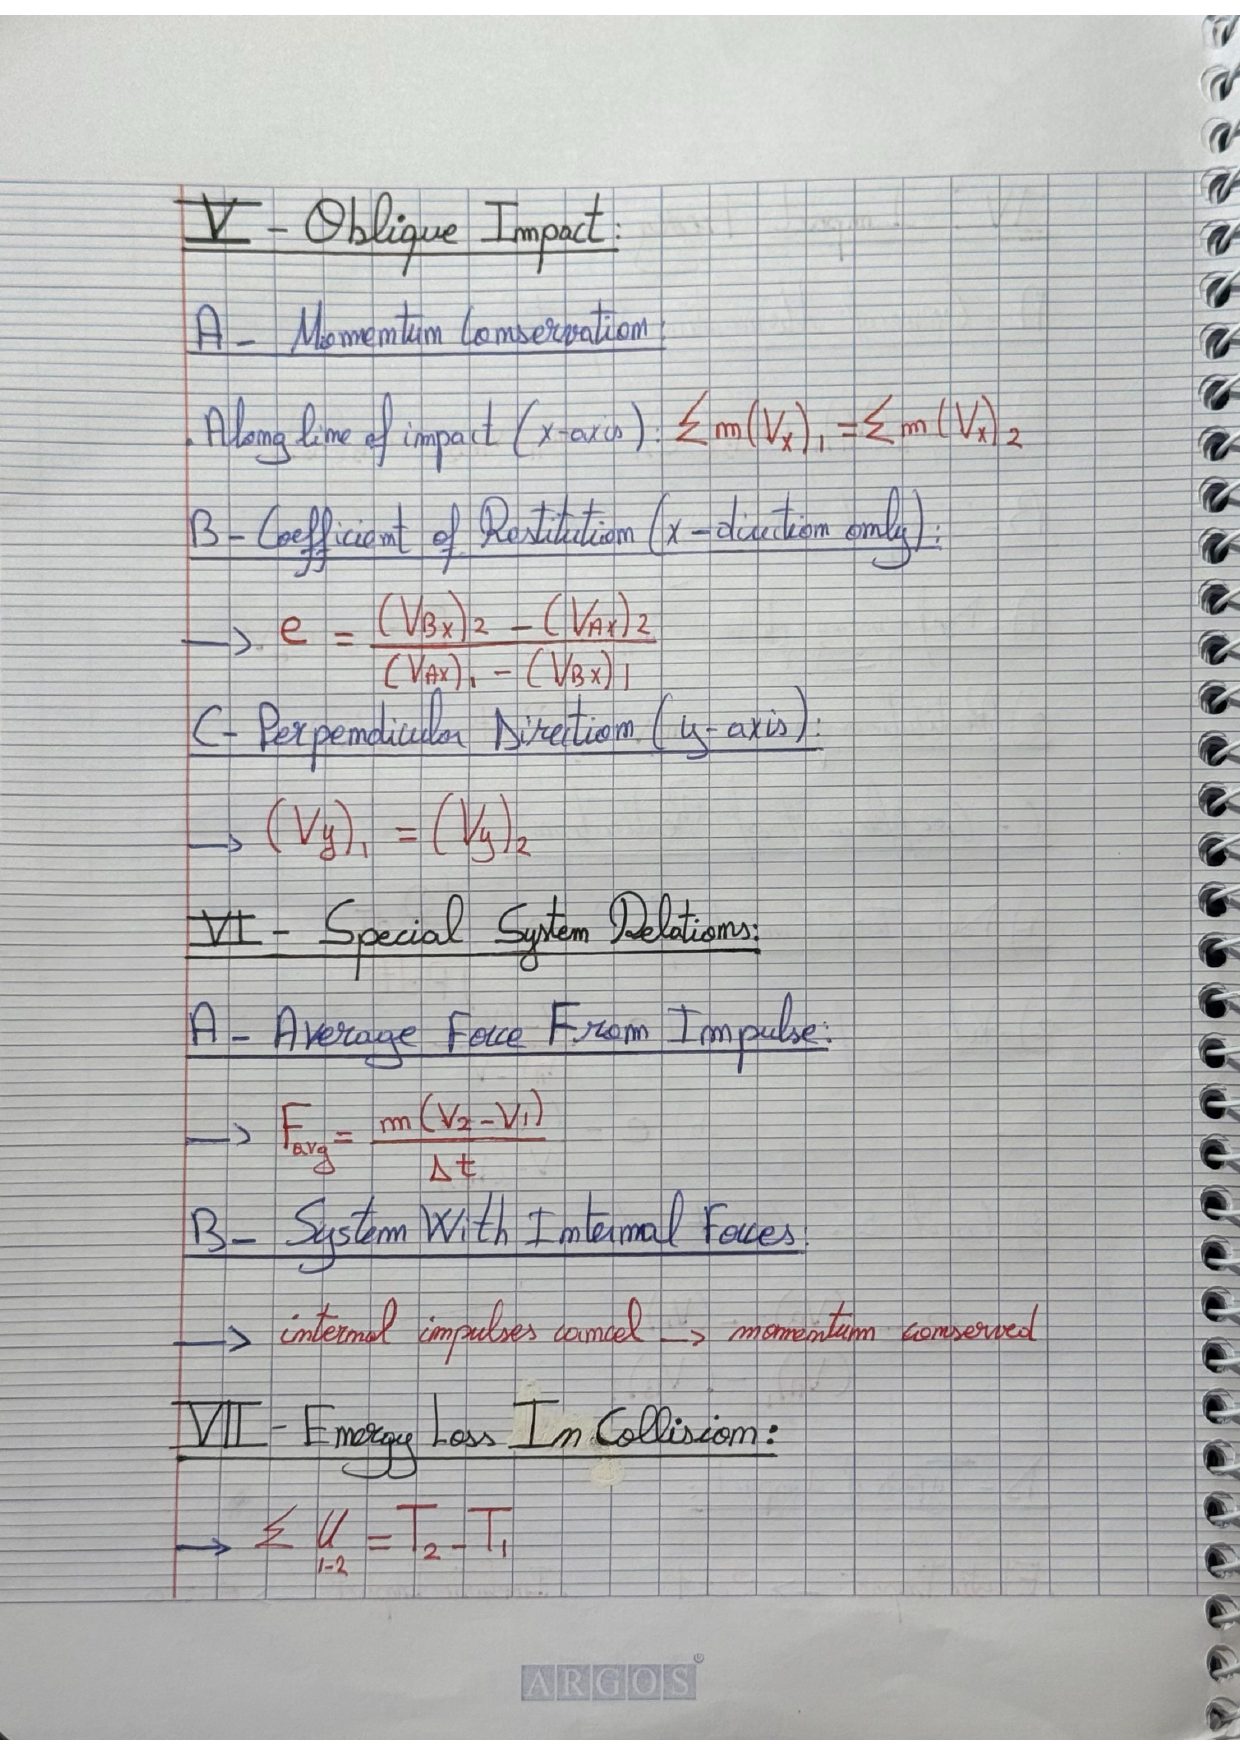 V - Oblique Impact:
A - Momentum Conservation:
. Along line of impact (x-axis): Σ m(Vx)₁ = Σ m(Vx)₂
B - Coefficient of Restitution (x-direction only):
→ e = ((VBx)₂ - (VAx)₂) / ((VAx)₁ - (VBx)₁)
C - Perpendicular Direction (y-axis):
→ (Vy)₁ = (Vy)₂
VI - Special System Relations:
A - Average Force From Impulse:
→ Favg = m(V₂ - V₁) / Δt
B - System With Internal Forces:
→ internal impulses cancel → momentum conserved
VII - Energy Loss In Collision:
→ Σ U₁₋₂ = T₂ - T₁
ARGOS®